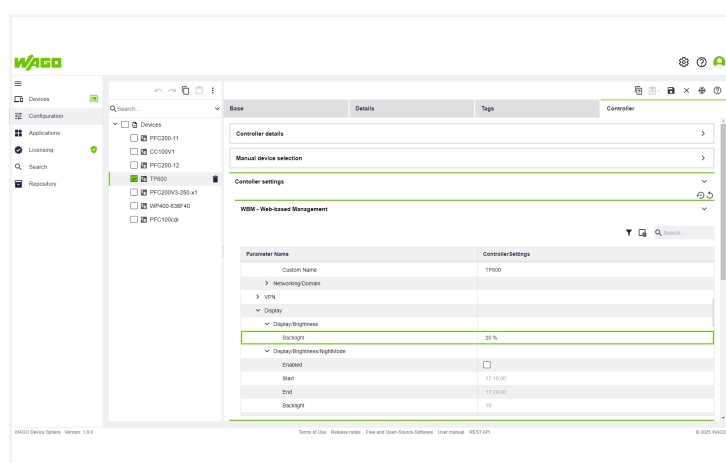 WAGO
Devices
Configuration
Applications
Licensing
Search
Repository
Search...
Devices
PFC200-11
CC100V1
PFC200-12
TP600
PFC200V3-250-x1
WP400-836F40
PFC100cdr
Base
Details
Tags
Controller
Controller details
Manual device selection
Contoller settings
WBM - Web-based Management
Search...
Parameter Name
ControllerSettings
Custom Name
TP600
Networking/Domain
VPN
Display
Display/Brightness
Backlight
20 %
Display/Brightness/NightMode
Enabled
Start
17:10:00
End
17:20:00
Backlight
10
WAGO Device Sphere Version: 1.0.0
Terms of Use Release notes Free and Open-Source-Software User manual REST API
© 2025 WAGO